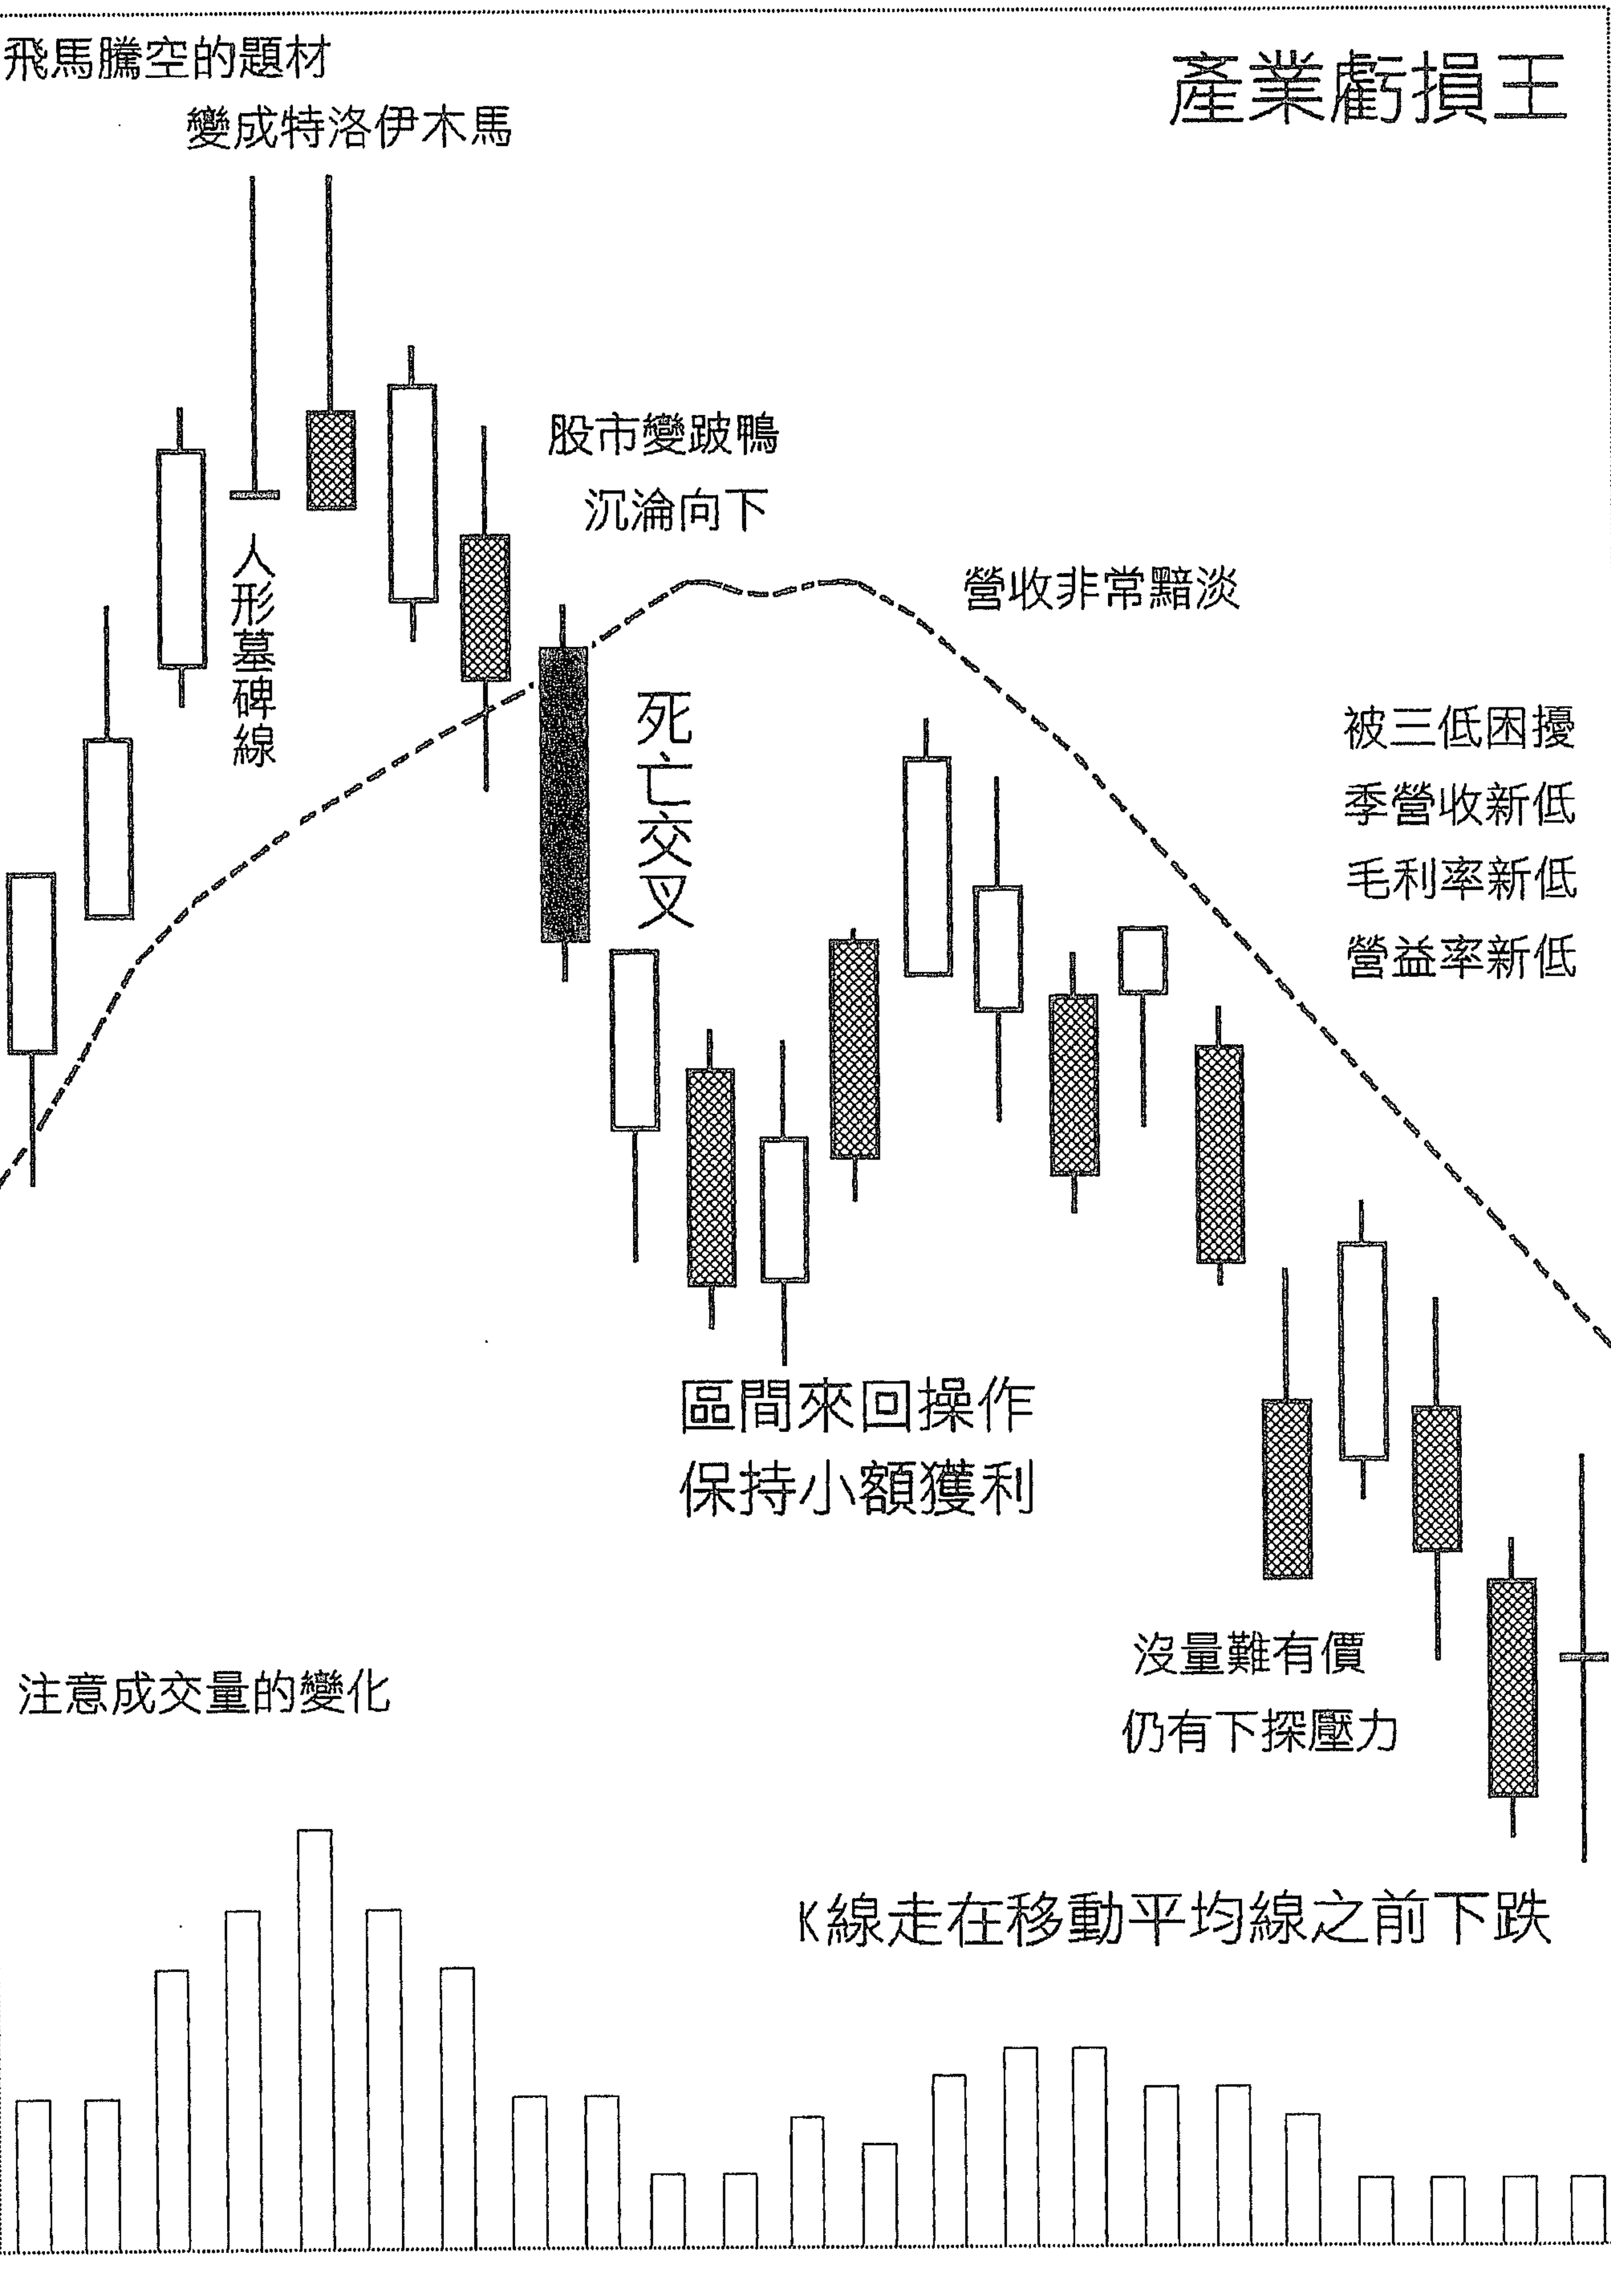 飛馬騰空的題材
變成特洛伊木馬
產業虧損王
人形墓碑線
股市變跛鴨
沉淪向下
營收非常黯淡
死亡交叉
被三低困擾
季營收新低
毛利率新低
營益率新低
區間來回操作
保持小額獲利
沒量難有價
仍有下探壓力
注意成交量的變化
K線走在移動平均線之前下跌